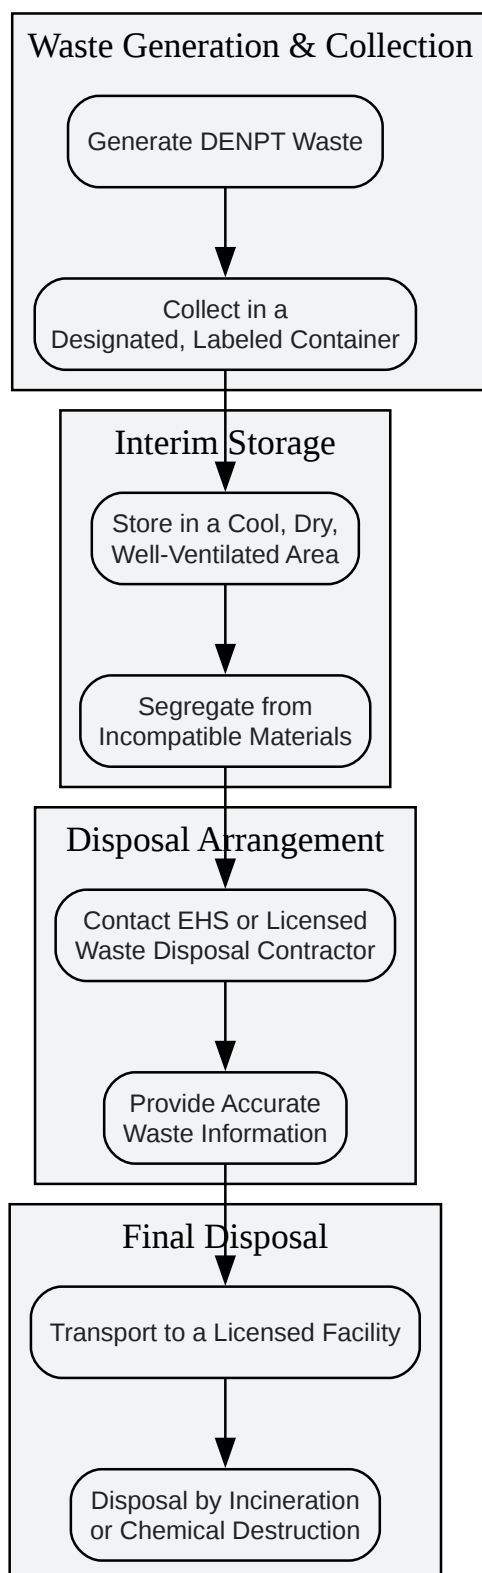 Waste Generation & Collection
Generate DENPT Waste
Collect in a
Designated, Labeled Container
Interim Storage
Store in a Cool, Dry,
Well-Ventilated Area
Segregate from
Incompatible Materials
Disposal Arrangement
Contact EHS or Licensed
Waste Disposal Contractor
Provide Accurate
Waste Information
Final Disposal
Transport to a Licensed Facility
Disposal by Incineration
or Chemical Destruction